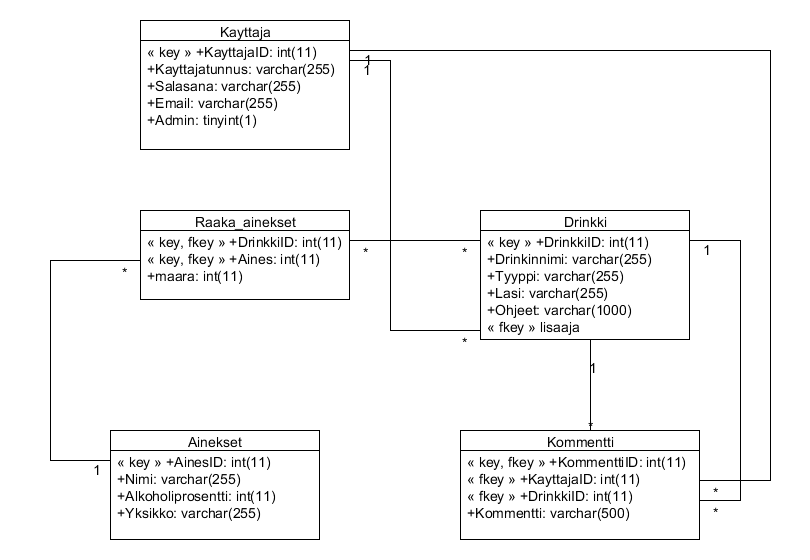 Kayttaja
« key » +KayttajaID: int(11)
+Kayttajatunnus: varchar(255)
+Salasana: varchar(255)
+Email: varchar(255)
+Admin: tinyint(1)
1
1
Raaka_ainekset
« key, fkey » +DrinkkiID: int(11)
« key, fkey » +Aines: int(11)
+maara: int(11)
*
*
*
Drinkki
« key » +DrinkkiID: int(11)
+Drinkinnimi: varchar(255)
+Tyyppi: varchar(255)
+Lasi: varchar(255)
+Ohjeet: varchar(1000)
« fkey » lisaaja
1
*
1
*
Ainekset
« key » +AinesID: int(11)
+Nimi: varchar(255)
+Alkoholiprosentti: int(11)
+Yksikko: varchar(255)
1
Kommentti
« key, fkey » +KommenttiID: int(11)
« fkey » +KayttajaID: int(11)
« fkey » +DrinkkiID: int(11)
+Kommentti: varchar(500)
*
*